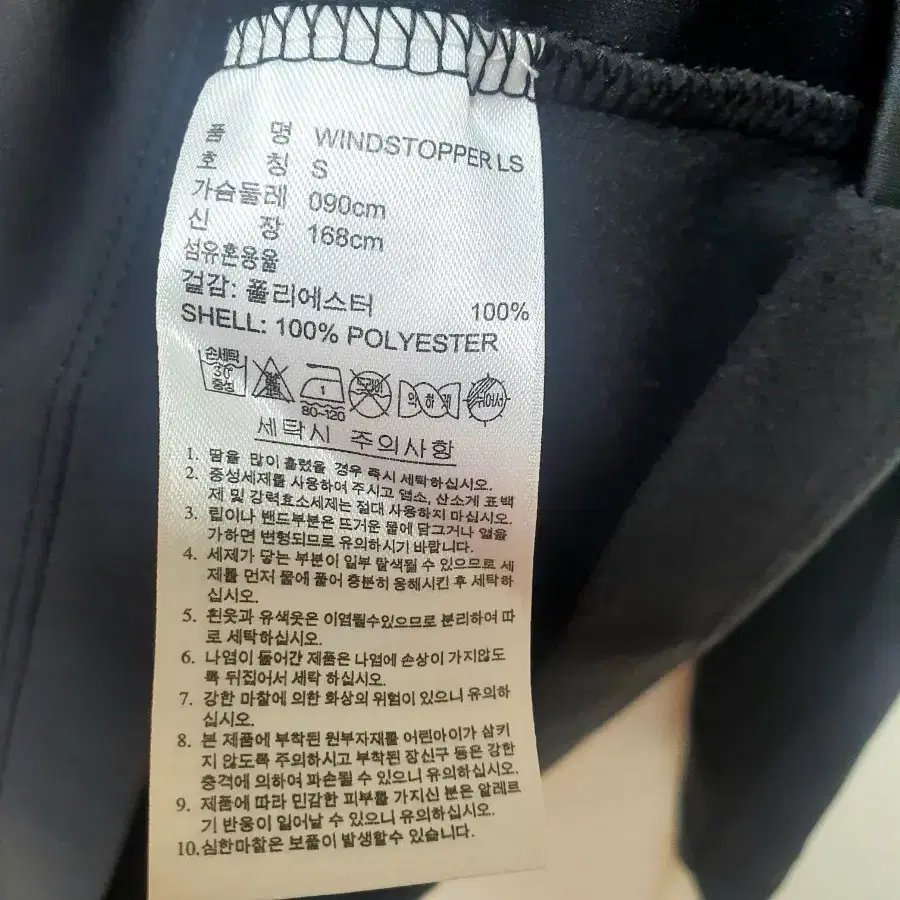 품 명 WINDSTOPPER LS
호 칭 S
가슴둘레 090cm
신 장 168cm
섬유혼용율
겉감: 폴리에스터 100%
SHELL: 100% POLYESTER
손세탁 30° 중성 염소 1 80~120 드라이 약하게 뉘어서
세탁시 주의사항
1. 땀을 많이 흘렸을 경우 즉시 세탁하십시오.
2. 중성세제를 사용하여 주시고 염소, 산소계 표백
제 및 강력효소세제는 절대 사용하지 마십시오.
3. 립이나 밴드부분은 뜨거운 물에 담그거나 열을
가하면 변형되므로 유의하시기 바랍니다.
4. 세제가 닿는 부분이 일부 탈색될 수 있으므로 세
제를 먼저 물에 풀어 충분히 용해시킨 후 세탁하
십시오.
5. 흰옷과 유색옷은 이염될수있으므로 분리하여 따
로 세탁하십시오.
6. 나염이 들어간 제품은 나염에 손상이 가지않도
록 뒤집어서 세탁 하십시오.
7. 강한 마찰에 의한 화상의 위험이 있으니 유의하
십시오.
8. 본 제품에 부착된 원부자재를 어린아이가 삼키
지 않도록 주의하시고 부착된 장신구 등은 강한
충격에 의하여 파손될 수 있으니 유의하십시오.
9. 제품에 따라 민감한 피부를 가지신 분은 알레르
기 반응이 일어날 수 있으니 유의하십시오.
10.심한마찰은 보풀이 발생할수 있습니다.